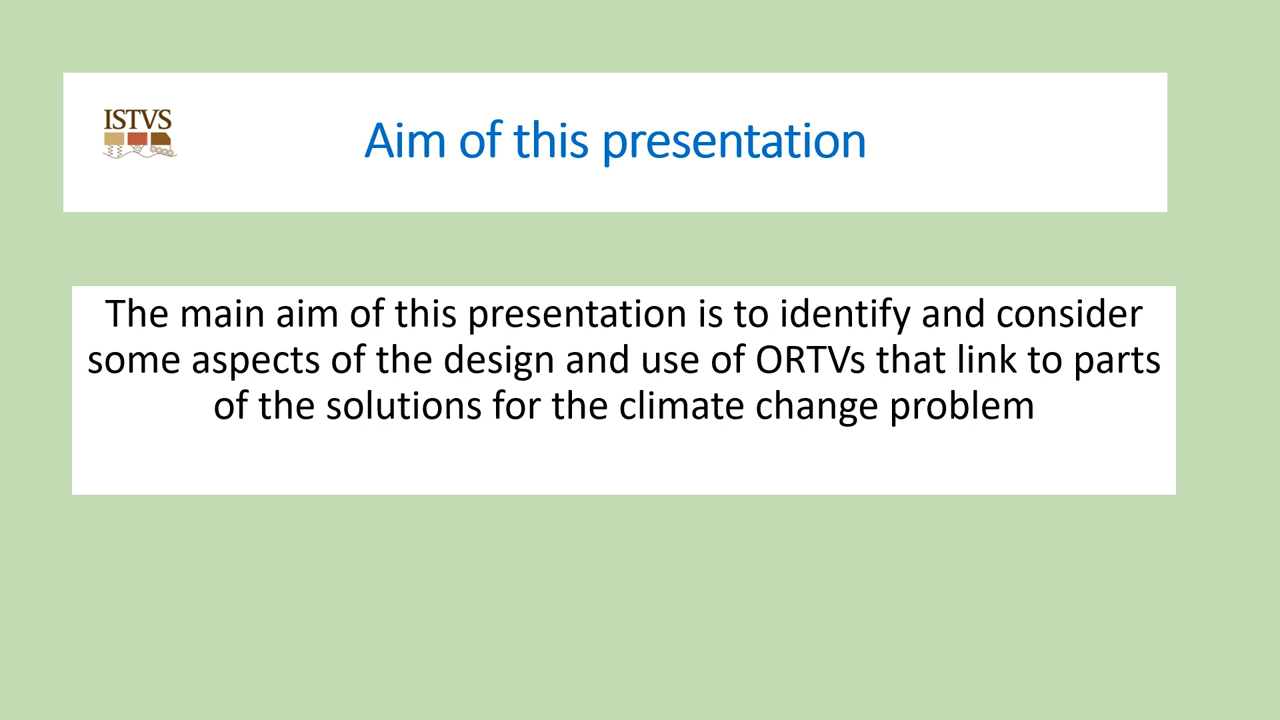 ISTVS
Aim of this presentation
The main aim of this presentation is to identify and consider
some aspects of the design and use of ORTVs that link to parts
of the solutions for the climate change problem